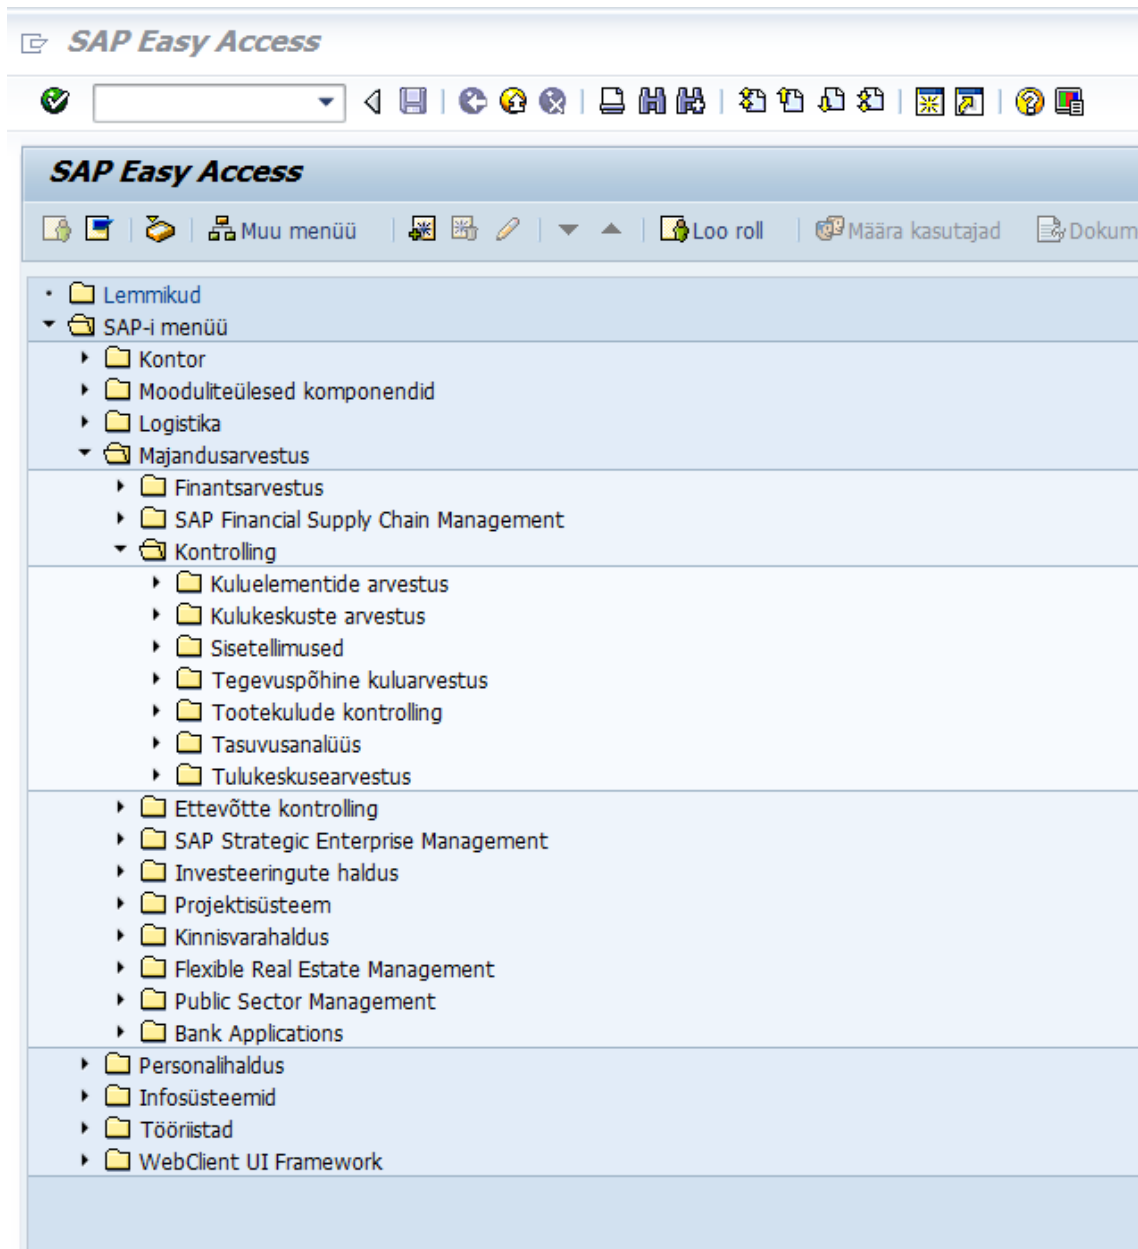 SAP Easy Access
SAP Easy Access
Muu menüü Loo roll Määra kasutajad Dokum
Lemmikud
SAP-i menüü
Kontor
Mooduliteülesed komponendid
Logistika
Majandusarvestus
Finantsarvestus
SAP Financial Supply Chain Management
Kontrolling
Kuluelementide arvestus
Kulukeskuste arvestus
Sisetellimused
Tegevuspõhine kuluarvestus
Tootekulude kontrolling
Tasuvusanalüüs
Tulukeskusearvestus
Ettevõtte kontrolling
SAP Strategic Enterprise Management
Investeeringute haldus
Projektisüsteem
Kinnisvarahaldus
Flexible Real Estate Management
Public Sector Management
Bank Applications
Personalihaldus
Infosüsteemid
Tööriistad
WebClient UI Framework